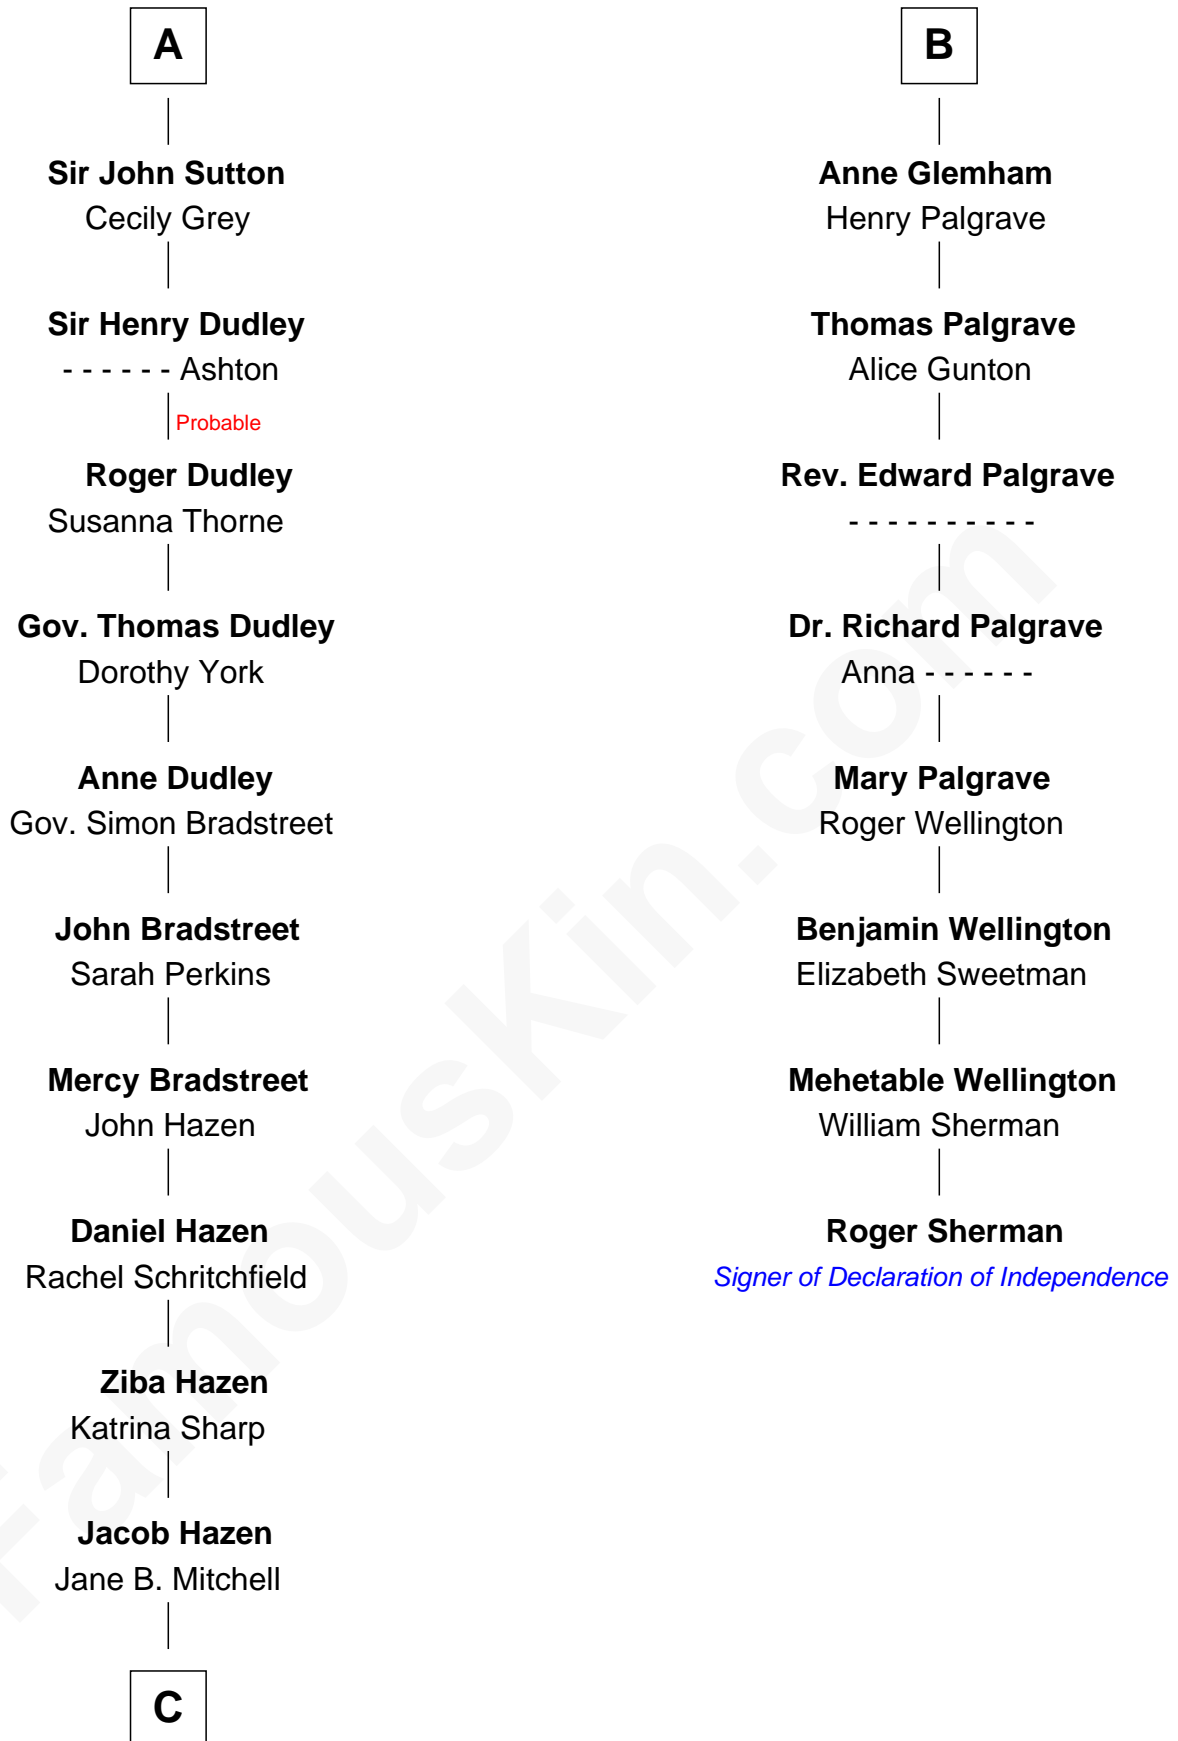 A
Sir John Sutton
Cecily Grey
Sir Henry Dudley
- - - - - - Ashton
Probable
Roger Dudley
Susanna Thorne
Gov. Thomas Dudley
Dorothy York
Anne Dudley
Gov. Simon Bradstreet
John Bradstreet
Sarah Perkins
Mercy Bradstreet
John Hazen
Daniel Hazen
Rachel Schritchfield
Ziba Hazen
Katrina Sharp
Jacob Hazen
Jane B. Mitchell
C
B
Anne Glemham
Henry Palgrave
Thomas Palgrave
Alice Gunton
Rev. Edward Palgrave
- - - - - - - - - -
Dr. Richard Palgrave
Anna - - - - - -
Mary Palgrave
Roger Wellington
Benjamin Wellington
Elizabeth Sweetman
Mehetable Wellington
William Sherman
Roger Sherman
Signer of Declaration of Independence
FamousKin.com